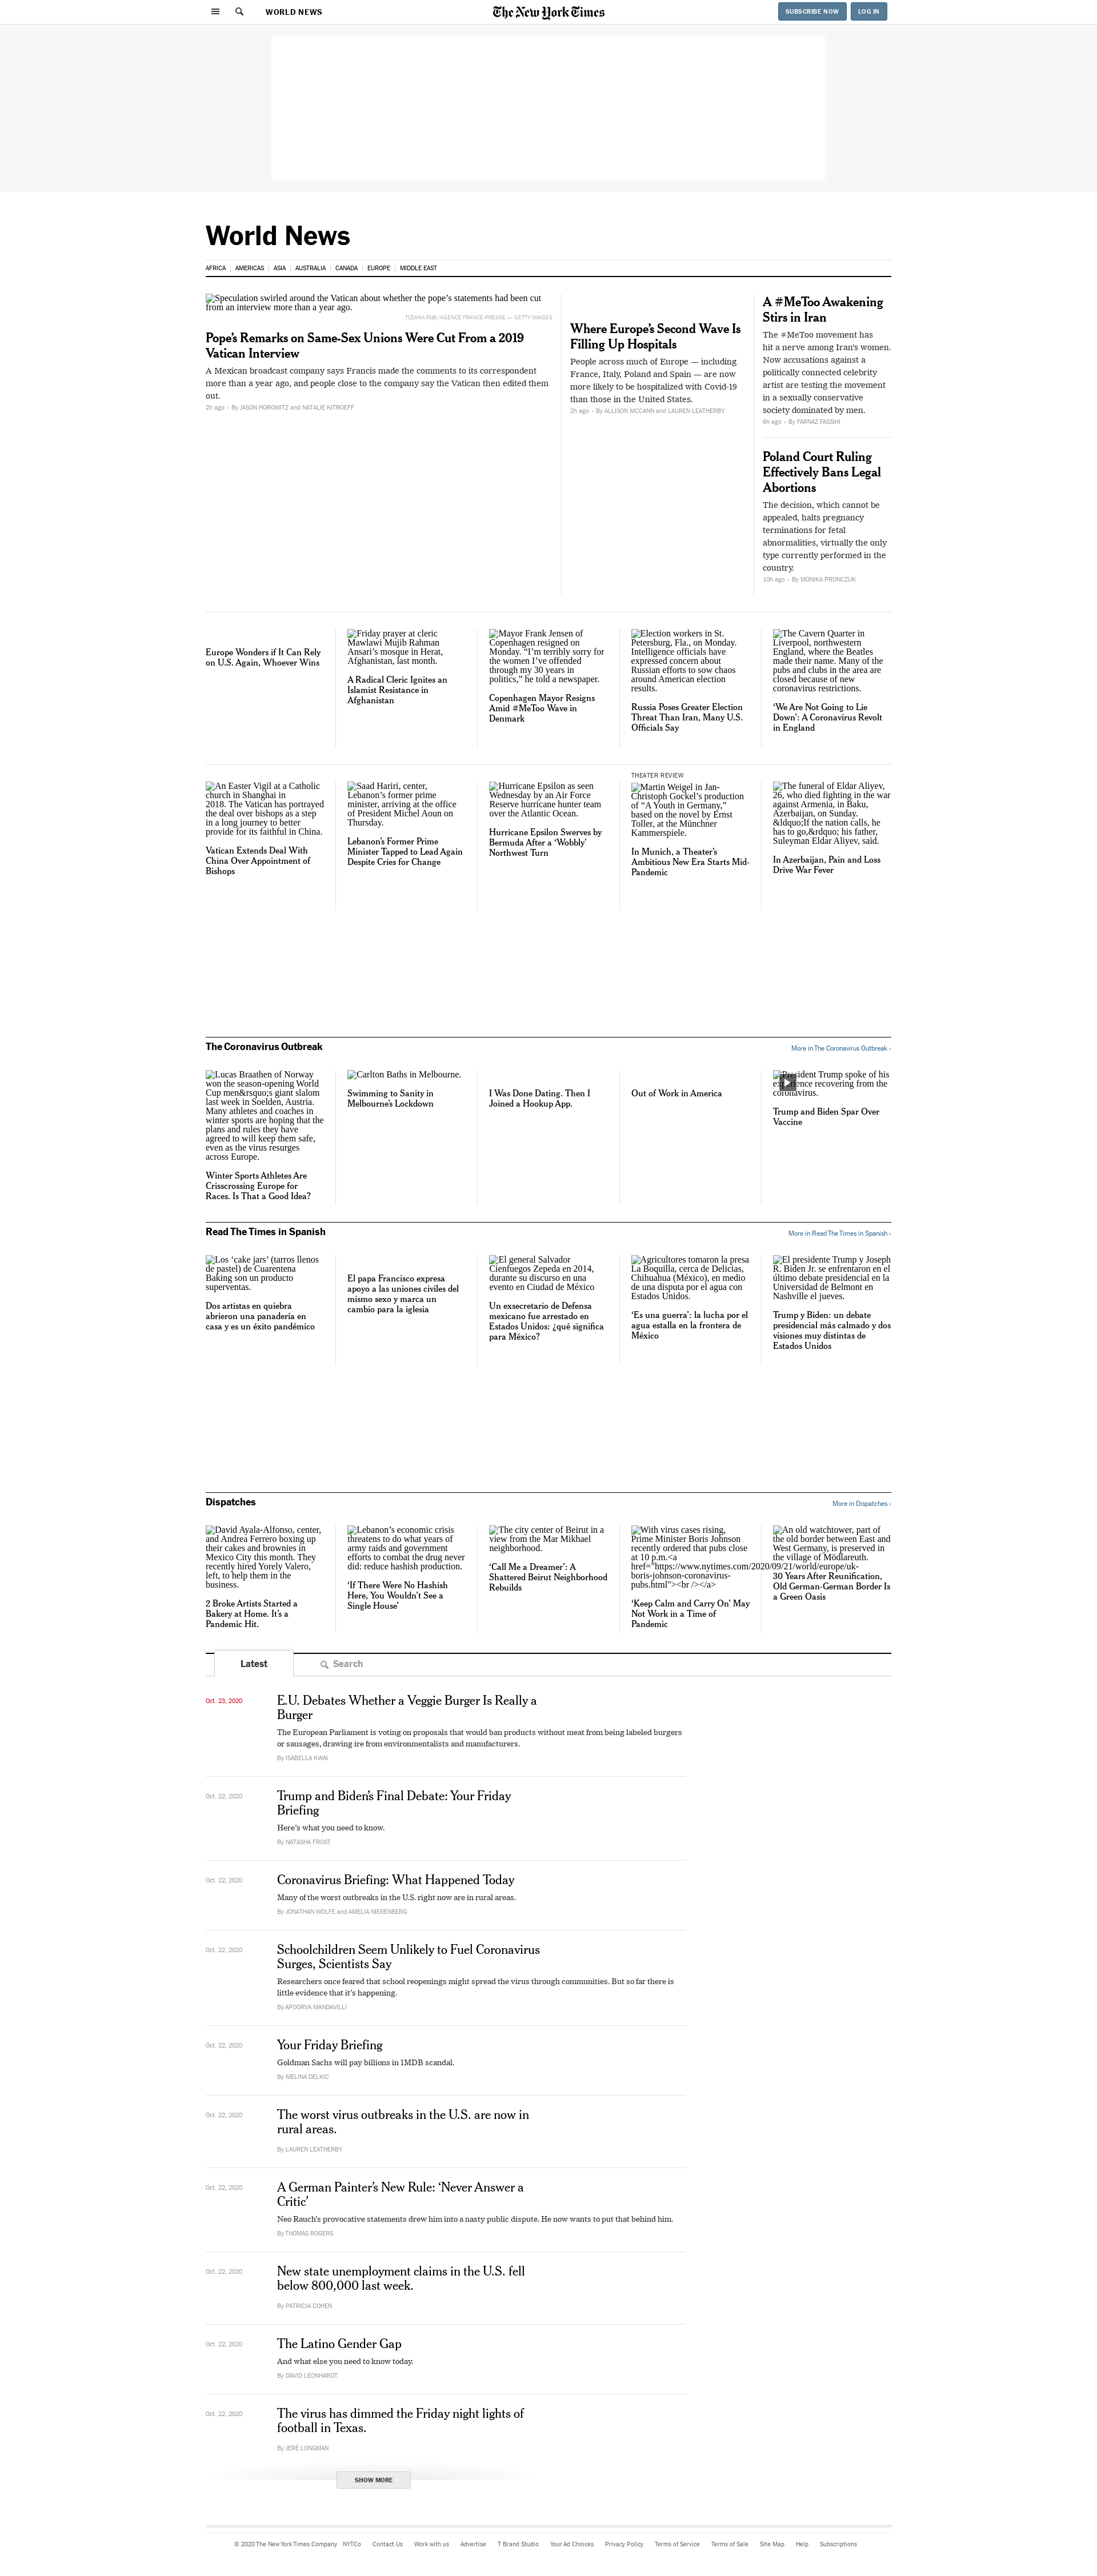 WORLD NEWS
The New York Times
SUBSCRIBE NOW
LOG IN
World News
AFRICA
AMERICAS
ASIA
AUSTRALIA
CANADA
EUROPE
MIDDLE EAST
Speculation swirled around the Vatican about whether the pope’s statements had been cut
from an interview more than a year ago.
TIZIANA FABI/AGENCE FRANCE-PRESSE — GETTY IMAGES
Pope’s Remarks on Same-Sex Unions Were Cut From a 2019
Vatican Interview
A Mexican broadcast company says Francis made the comments to its correspondent
more than a year ago, and people close to the company say the Vatican then edited them
out.
2h ago • By JASON HOROWITZ and NATALIE KITROEFF
Where Europe’s Second Wave Is
Filling Up Hospitals
People across much of Europe — including
France, Italy, Poland and Spain — are now
more likely to be hospitalized with Covid-19
than those in the United States.
2h ago • By ALLISON MCCANN and LAUREN LEATHERBY
A #MeToo Awakening
Stirs in Iran
The #MeToo movement has
hit a nerve among Iran’s women.
Now accusations against a
politically connected celebrity
artist are testing the movement
in a sexually conservative
society dominated by men.
6h ago • By FARNAZ FASSIHI
Poland Court Ruling
Effectively Bans Legal
Abortions
The decision, which cannot be
appealed, halts pregnancy
terminations for fetal
abnormalities, virtually the only
type currently performed in the
country.
10h ago • By MONIKA PRONCZUK
Europe Wonders if It Can Rely
on U.S. Again, Whoever Wins
Friday prayer at cleric
Mawlawi Mujib Rahman
Ansari’s mosque in Herat,
Afghanistan, last month.
A Radical Cleric Ignites an
Islamist Resistance in
Afghanistan
Mayor Frank Jensen of
Copenhagen resigned on
Monday. “I’m terribly sorry for
the women I’ve offended
through my 30 years in
politics,” he told a newspaper.
Copenhagen Mayor Resigns
Amid #MeToo Wave in
Denmark
Election workers in St.
Petersburg, Fla., on Monday.
Intelligence officials have
expressed concern about
Russian efforts to sow chaos
around American election
results.
Russia Poses Greater Election
Threat Than Iran, Many U.S.
Officials Say
The Cavern Quarter in
Liverpool, northwestern
England, where the Beatles
made their name. Many of the
pubs and clubs in the area are
closed because of new
coronavirus restrictions.
‘We Are Not Going to Lie
Down’: A Coronavirus Revolt
in England
An Easter Vigil at a Catholic
church in Shanghai in
2018. The Vatican has portrayed
the deal over bishops as a step
in a long journey to better
provide for its faithful in China.
Vatican Extends Deal With
China Over Appointment of
Bishops
Saad Hariri, center,
Lebanon’s former prime
minister, arriving at the office
of President Michel Aoun on
Thursday.
Lebanon’s Former Prime
Minister Tapped to Lead Again
Despite Cries for Change
Hurricane Epsilon as seen
Wednesday by an Air Force
Reserve hurricane hunter team
over the Atlantic Ocean.
Hurricane Epsilon Swerves by
Bermuda After a ‘Wobbly’
Northwest Turn
THEATER REVIEW
Martin Weigel in Jan-
Christoph Gockel’s production
of “A Youth in Germany,”
based on the novel by Ernst
Toller, at the Münchner
Kammerspiele.
In Munich, a Theater’s
Ambitious New Era Starts Mid-
Pandemic
The funeral of Eldar Aliyev,
26, who died fighting in the war
against Armenia, in Baku,
Azerbaijan, on Sunday.
&ldquo;If the nation calls, he
has to go,&rdquo; his father,
Suleyman Eldar Aliyev, said.
In Azerbaijan, Pain and Loss
Drive War Fever
The Coronavirus Outbreak
More in The Coronavirus Outbreak ›
Lucas Braathen of Norway
won the season-opening World
Cup men&rsquo;s giant slalom
last week in Soelden, Austria.
Many athletes and coaches in
winter sports are hoping that the
plans and rules they have
agreed to will keep them safe,
even as the virus resurges
across Europe.
Winter Sports Athletes Are
Crisscrossing Europe for
Races. Is That a Good Idea?
Carlton Baths in Melbourne.
Swimming to Sanity in
Melbourne’s Lockdown
I Was Done Dating. Then I
Joined a Hookup App.
Out of Work in America
President Trump spoke of his
experience recovering from the
coronavirus.
Trump and Biden Spar Over
Vaccine
Read The Times in Spanish
More in Read The Times in Spanish ›
Los ‘cake jars’ (tarros llenos
de pastel) de Cuarentena
Baking son un producto
superventas.
Dos artistas en quiebra
abrieron una panadería en
casa y es un éxito pandémico
El papa Francisco expresa
apoyo a las uniones civiles del
mismo sexo y marca un
cambio para la iglesia
El general Salvador
Cienfuegos Zepeda en 2014,
durante su discurso en una
evento en Ciudad de México
Un exsecretario de Defensa
mexicano fue arrestado en
Estados Unidos: ¿qué significa
para México?
Agricultores tomaron la presa
La Boquilla, cerca de Delicias,
Chihuahua (México), en medio
de una disputa por el agua con
Estados Unidos.
‘Es una guerra’: la lucha por el
agua estalla en la frontera de
México
El presidente Trump y Joseph
R. Biden Jr. se enfrentaron en el
último debate presidencial en la
Universidad de Belmont en
Nashville el jueves.
Trump y Biden: un debate
presidencial más calmado y dos
visiones muy distintas de
Estados Unidos
Dispatches
More in Dispatches ›
David Ayala-Alfonso, center,
and Andrea Ferrero boxing up
their cakes and brownies in
Mexico City this month. They
recently hired Yorely Valero,
left, to help them in the
business.
2 Broke Artists Started a
Bakery at Home. It’s a
Pandemic Hit.
Lebanon’s economic crisis
threatens to do what years of
army raids and government
efforts to combat the drug never
did: reduce hashish production.
‘If There Were No Hashish
Here, You Wouldn’t See a
Single House’
The city center of Beirut in a
view from the Mar Mikhael
neighborhood.
‘Call Me a Dreamer’: A
Shattered Beirut Neighborhood
Rebuilds
With virus cases rising,
Prime Minister Boris Johnson
recently ordered that pubs close
at 10 p.m.<a
href="https://www.nytimes.com/2020/09/21/world/europe/uk-
boris-johnson-coronavirus-
pubs.html"><br /></a>
‘Keep Calm and Carry On’ May
Not Work in a Time of
Pandemic
An old watchtower, part of
the old border between East and
West Germany, is preserved in
the village of Mödlareuth.
30 Years After Reunification,
Old German-German Border Is
a Green Oasis
Latest
Search
Oct. 23, 2020
E.U. Debates Whether a Veggie Burger Is Really a
Burger
The European Parliament is voting on proposals that would ban products without meat from being labeled burgers
or sausages, drawing ire from environmentalists and manufacturers.
By ISABELLA KWAI
Oct. 22, 2020
Trump and Biden’s Final Debate: Your Friday
Briefing
Here’s what you need to know.
By NATASHA FROST
Oct. 22, 2020
Coronavirus Briefing: What Happened Today
Many of the worst outbreaks in the U.S. right now are in rural areas.
By JONATHAN WOLFE and AMELIA NIERENBERG
Oct. 22, 2020
Schoolchildren Seem Unlikely to Fuel Coronavirus
Surges, Scientists Say
Researchers once feared that school reopenings might spread the virus through communities. But so far there is
little evidence that it’s happening.
By APOORVA MANDAVILLI
Oct. 22, 2020
Your Friday Briefing
Goldman Sachs will pay billions in 1MDB scandal.
By MELINA DELKIC
Oct. 22, 2020
The worst virus outbreaks in the U.S. are now in
rural areas.
By LAUREN LEATHERBY
Oct. 22, 2020
A German Painter’s New Rule: ‘Never Answer a
Critic’
Neo Rauch’s provocative statements drew him into a nasty public dispute. He now wants to put that behind him.
By THOMAS ROGERS
Oct. 22, 2020
New state unemployment claims in the U.S. fell
below 800,000 last week.
By PATRICIA COHEN
Oct. 22, 2020
The Latino Gender Gap
And what else you need to know today.
By DAVID LEONHARDT
Oct. 22, 2020
The virus has dimmed the Friday night lights of
football in Texas.
By JERÉ LONGMAN
SHOW MORE
© 2020 The New York Times Company
NYTCo
Contact Us
Work with us
Advertise
T Brand Studio
Your Ad Choices
Privacy Policy
Terms of Service
Terms of Sale
Site Map
Help
Subscriptions